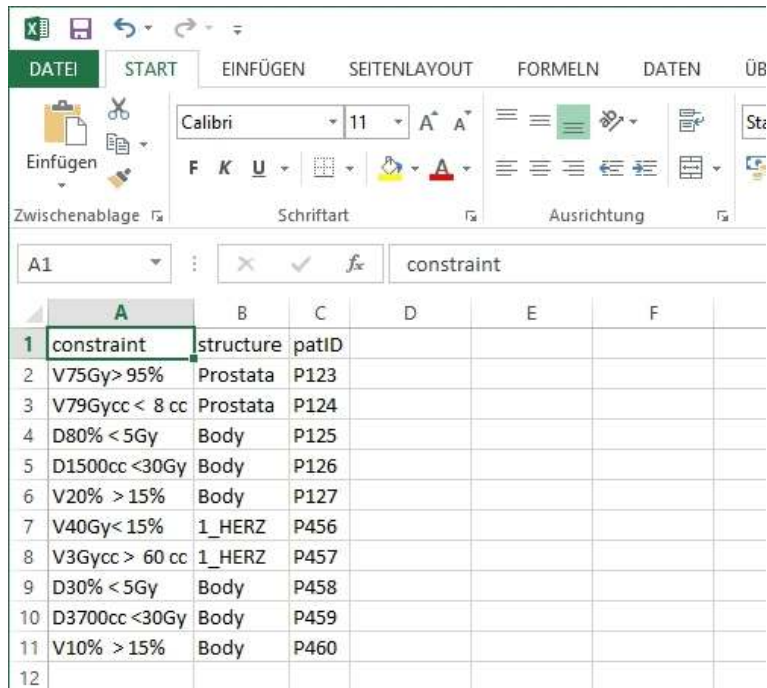 DATEI START EINFÜGEN SEITENLAYOUT FORMELN DATEN ÜB
Calibri 11 A A
Einfügen F K U A Sta
Zwischenablage Schriftart Ausrichtung
A1 fx constraint
A B C D E F
1 constraint structure patID
2 V75Gy> 95% Prostata P123
3 V79Gycc < 8 cc Prostata P124
4 D80% < 5Gy Body P125
5 D1500cc <30Gy Body P126
6 V20% > 15% Body P127
7 V40Gy< 15% 1_HERZ P456
8 V3Gycc > 60 cc 1_HERZ P457
9 D30% < 5Gy Body P458
10 D3700cc <30Gy Body P459
11 V10% > 15% Body P460
12